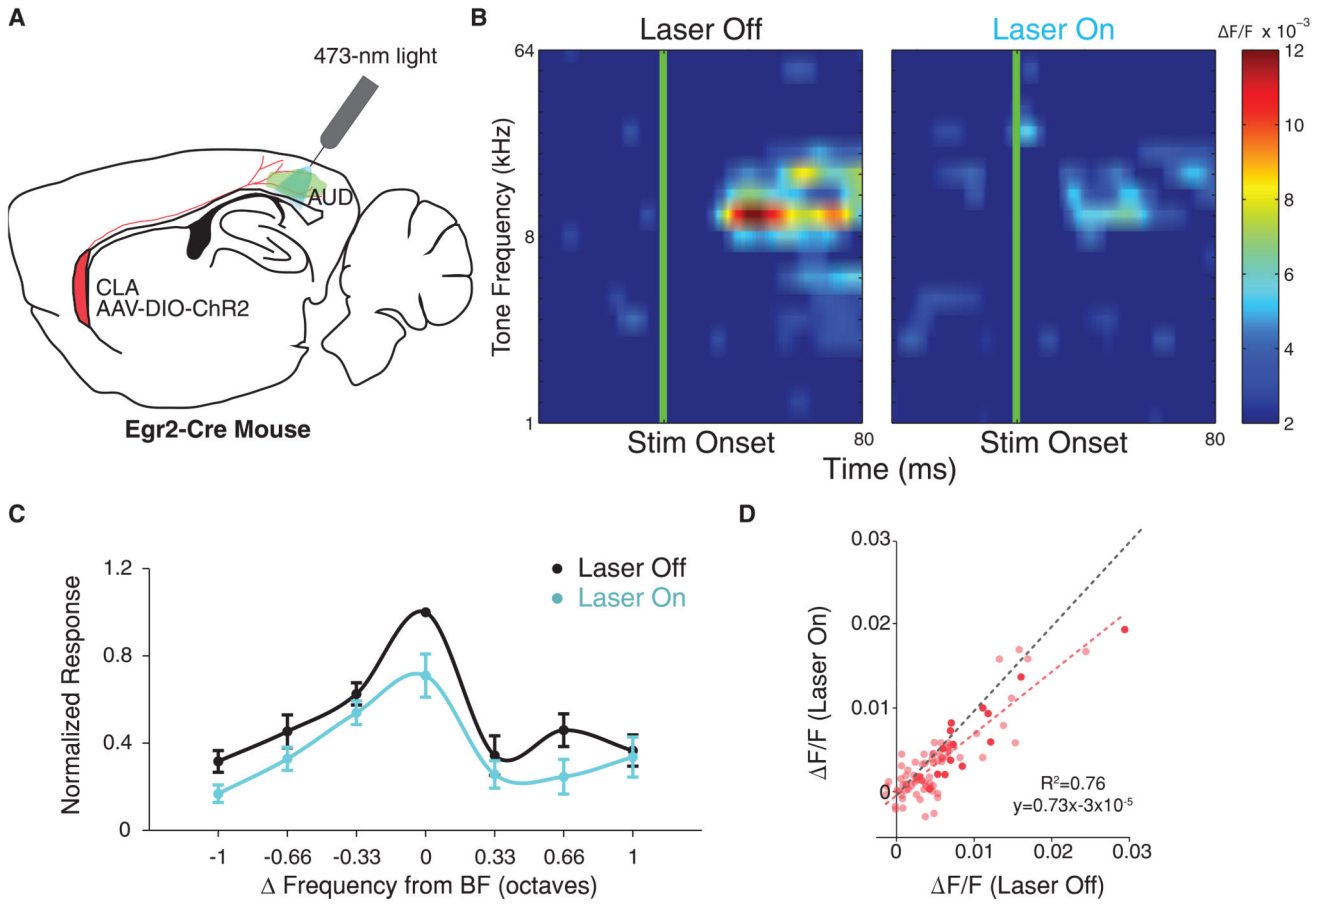 A
473-nm light
AUD
CLA
AAV-DIO-ChR2
Egr2-Cre Mouse
B
Laser Off
Laser On
ΔF/F x 10⁻³
64
8
1
Tone Frequency (kHz)
Stim Onset
80
Stim Onset
80
Time (ms)
12
10
8
6
4
2
C
Normalized Response
1.2
0.8
0.4
0
Laser Off
Laser On
-1 -0.66 -0.33 0 0.33 0.66 1
Δ Frequency from BF (octaves)
D
ΔF/F (Laser On)
0.03
0.02
0.01
0
R²=0.76
y=0.73x-3x10⁻⁵
0 0.01 0.02 0.03
ΔF/F (Laser Off)